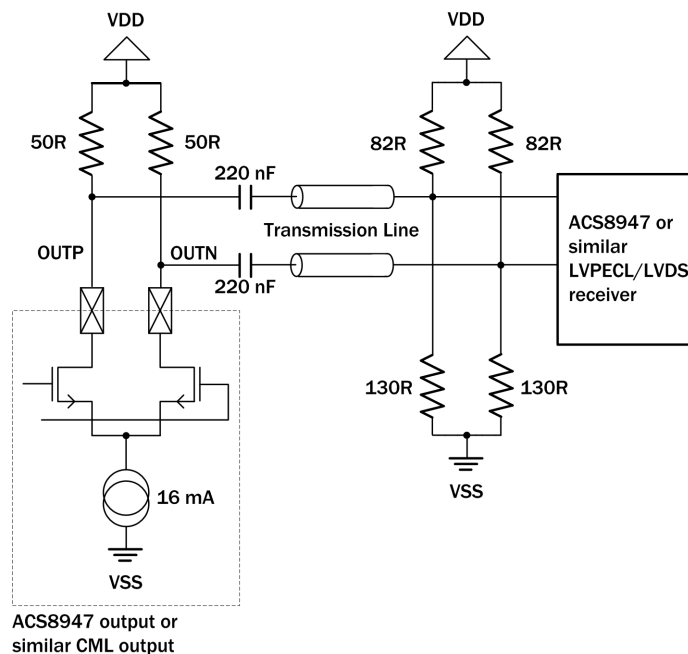 VDD
VDD
50R
50R
82R
82R
220 nF
Transmission Line
OUTP
OUTN
220 nF
ACS8947 or
similar
LVPECL/LVDS
receiver
130R
130R
16 mA
VSS
VSS
ACS8947 output or
similar CML output